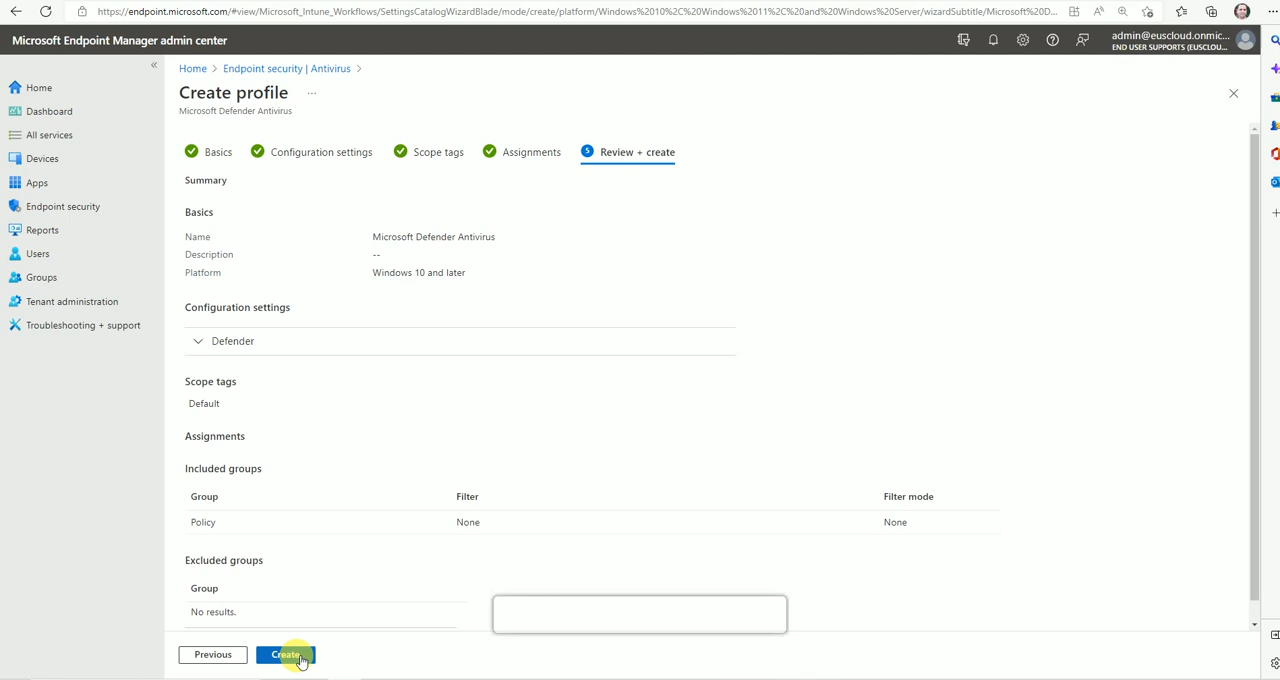 https://endpoint.microsoft.com/#view/Microsoft_Intune_Workflows/SettingsCatalogWizardBlade/mode/create/platform/Windows%2010%2C%20Windows%2011%2C%20and%20Windows%20Server/wizardSubtitle/Microsoft%20D...
Microsoft Endpoint Manager admin center
admin@euscloud.onmic...
END USER SUPPORTS (EUSCLOU...
Home > Endpoint security | Antivirus >
Create profile ...
Microsoft Defender Antivirus
Home
Dashboard
All services
Devices
Apps
Endpoint security
Reports
Users
Groups
Tenant administration
Troubleshooting + support
Basics
Configuration settings
Scope tags
Assignments
5 Review + create
Summary
Basics
Name Microsoft Defender Antivirus
Description --
Platform Windows 10 and later
Configuration settings
Defender
Scope tags
Default
Assignments
Included groups
Group Filter Filter mode
Policy None None
Excluded groups
Group
No results.
Previous
Create